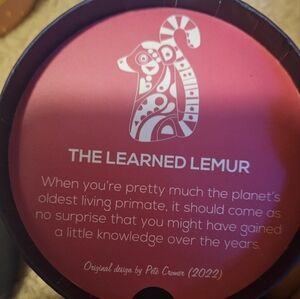 THE LEARNED LEMUR
When you're pretty much the planet's
oldest living primate, it should come as
no surprise that you might have gained
a little knowledge over the years.
Original design by Pete Cromer (2022)